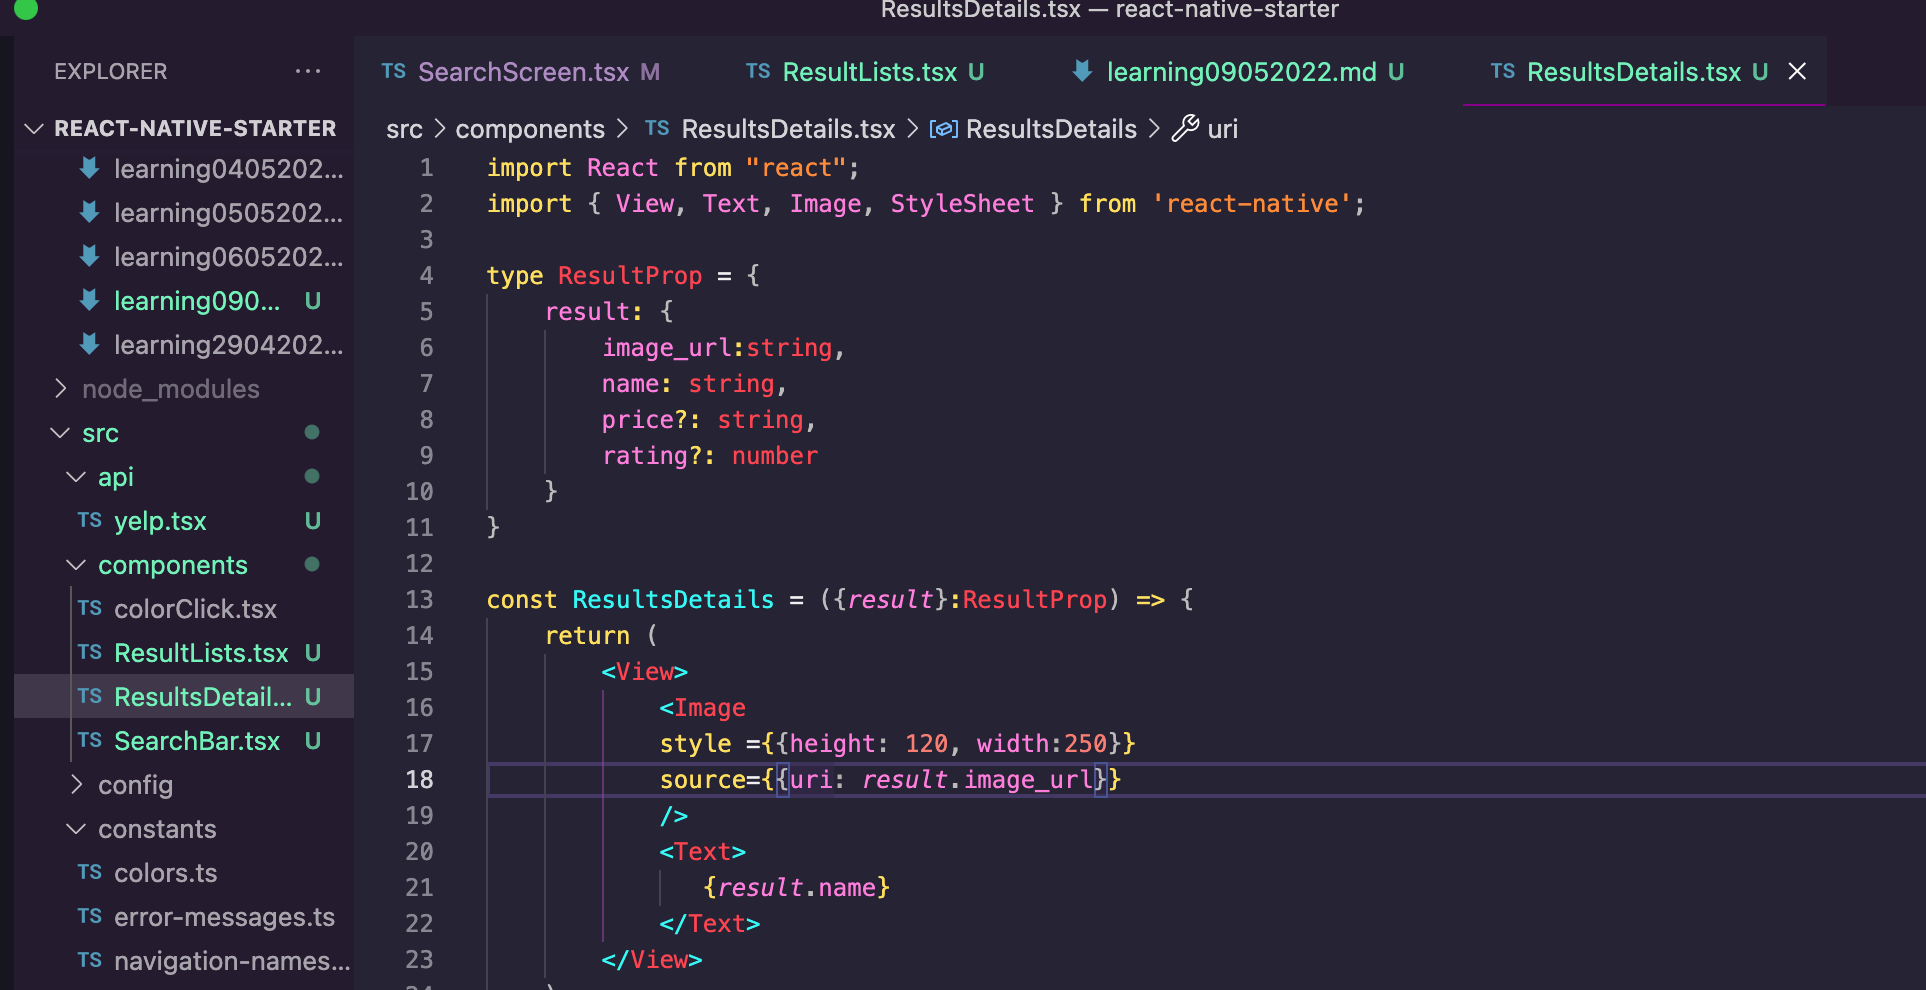 ResultsDetails.tsx — react-native-starter
EXPLORER ...
REACT-NATIVE-STARTER
learning0405202...
learning0505202...
learning0605202...
learning090... U
learning2904202...
node_modules
src
api
TS yelp.tsx U
components
TS colorClick.tsx
TS ResultLists.tsx U
TS ResultsDetail... U
TS SearchBar.tsx U
config
constants
TS colors.ts
TS error-messages.ts
TS navigation-names...
TS SearchScreen.tsx M TS ResultLists.tsx U learning09052022.md U TS ResultsDetails.tsx U
src > components > TS ResultsDetails.tsx > ResultsDetails > uri
1 import React from "react";
2 import { View, Text, Image, StyleSheet } from 'react-native';
3
4 type ResultProp = {
5 result: {
6 image_url:string,
7 name: string,
8 price?: string,
9 rating?: number
10 }
11 }
12
13 const ResultsDetails = ({result}:ResultProp) => {
14 return (
15 <View>
16 <Image
17 style ={{height: 120, width:250}}
18 source={{uri: result.image_url}}
19 />
20 <Text>
21 {result.name}
22 </Text>
23 </View>
24 )